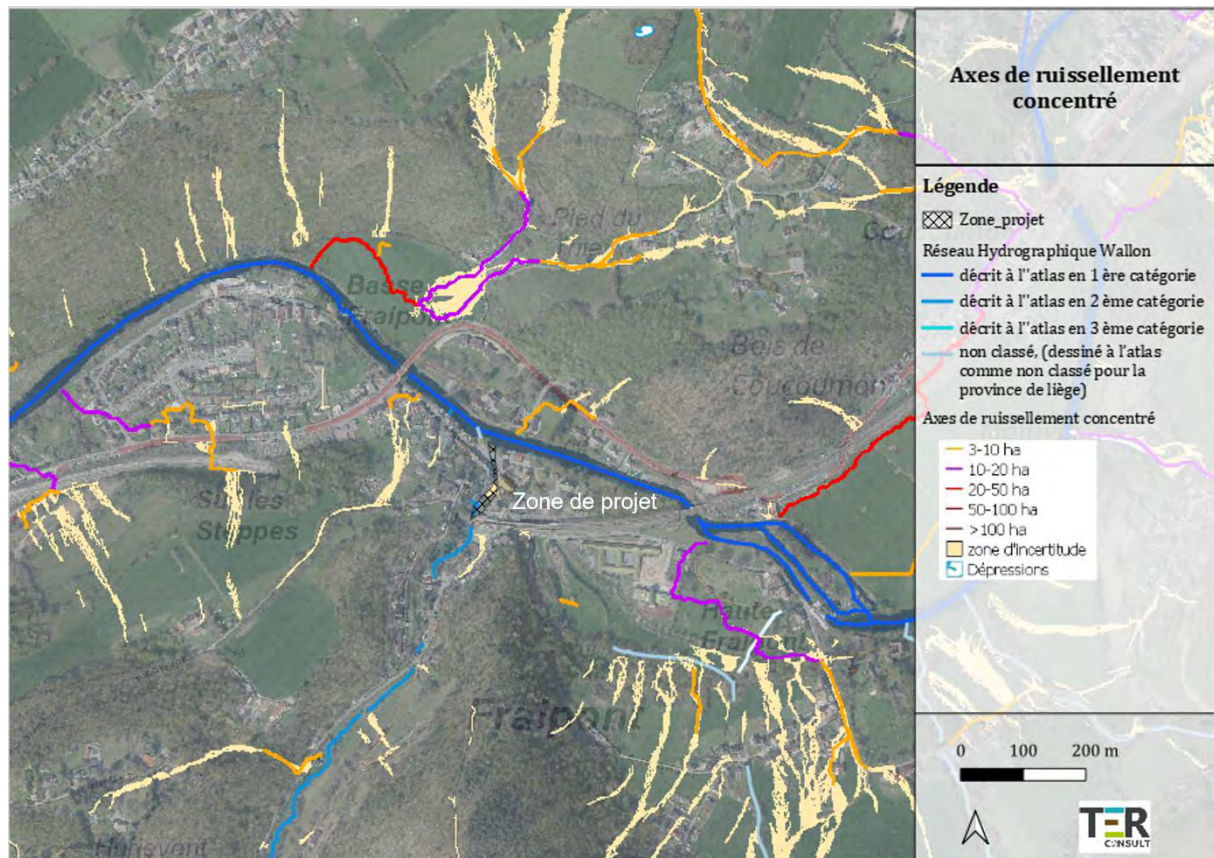 Axes de ruissellement
concentré
Légende
Zone_projet
Réseau Hydrographique Wallon
décrit à l''atlas en 1 ère catégorie
décrit à l''atlas en 2 ème catégorie
décrit à l''atlas en 3 ème catégorie
non classé, (dessiné à l'atlas
comme non classé pour la
province de liège)
Axes de ruissellement concentré
3-10 ha
10-20 ha
20-50 ha
50-100 ha
>100 ha
zone d'incertitude
Dépressions
0 100 200 m
TER
CONSULT
Pied du
Basse
Fraipont
Bois de
Sur les
Steppes
Zone de projet
Haute
Fraipont
Fraipont